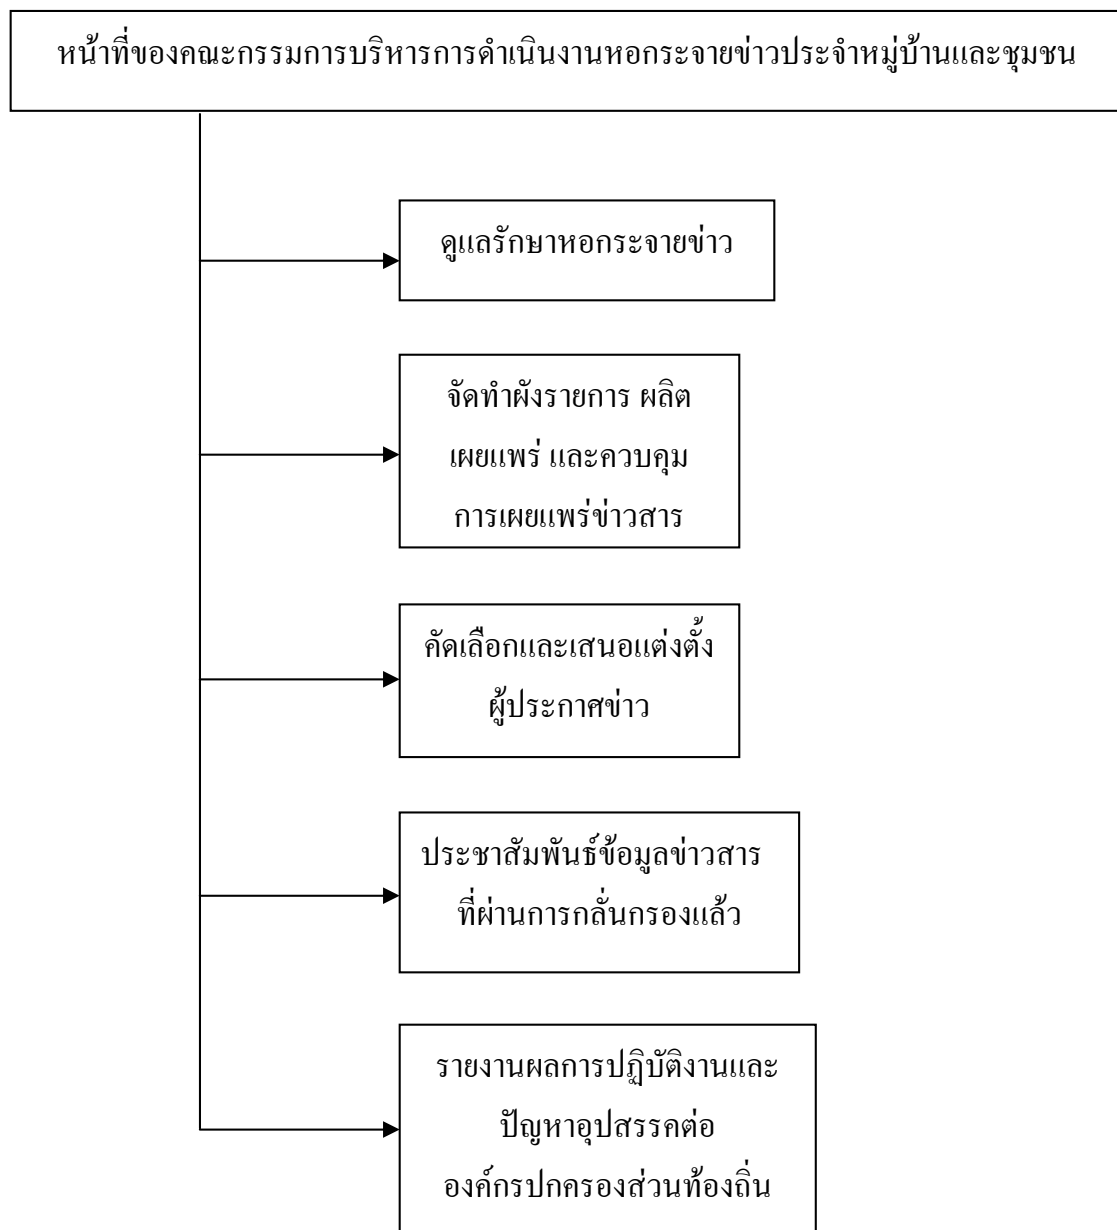 หน้าที่ของคณะกรรมการบริหารการดำเนินงานหอกระจายข่าวประจำหมู่บ้านและชุมชน
ดูแลรักษาหอกระจายข่าว
จัดทำผังรายการ ผลิต
เผยแพร่ และควบคุม
การเผยแพร่ข่าวสาร
คัดเลือกและเสนอแต่งตั้ง
ผู้ประกาศข่าว
ประชาสัมพันธ์ข้อมูลข่าวสาร
ที่ผ่านการกลั่นกรองแล้ว
รายงานผลการปฏิบัติงานและ
ปัญหาอุปสรรคต่อ
องค์กรปกครองส่วนท้องถิ่น